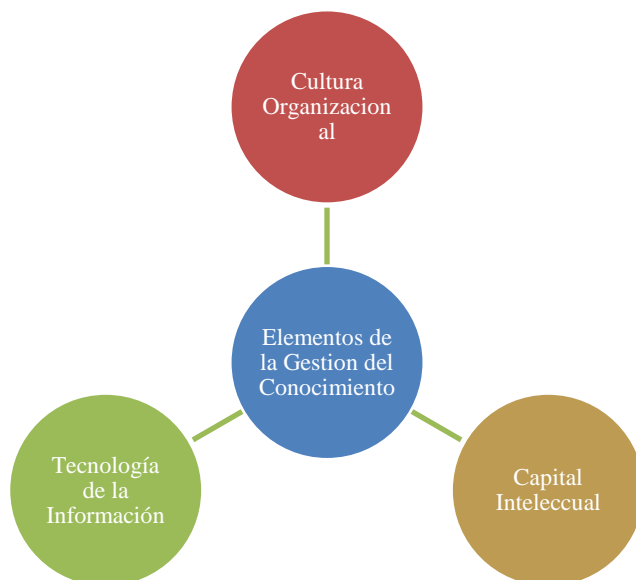 Cultura
Organizacion
al
Elementos de
la Gestion del
Conocimiento
Tecnología
de la
Información
Capital
Inteleccual